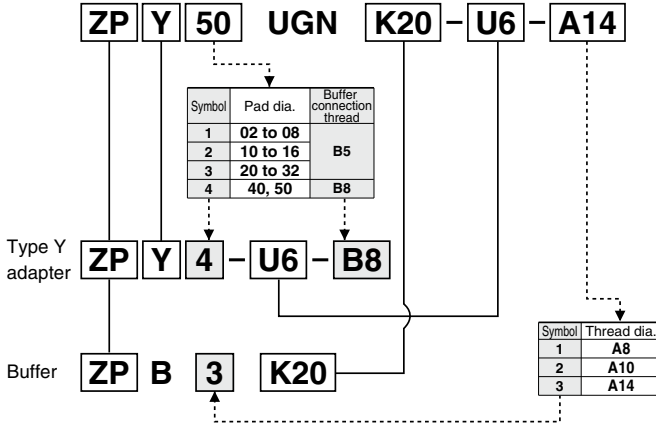 ZP Y 50 UGN K20 – U6 – A14
Symbol Pad dia. Buffer connection thread
1 02 to 08 B5
2 10 to 16
3 20 to 32
4 40, 50 B8
Type Y adapter ZP Y 4 – U6 – B8
Symbol Thread dia.
1 A8
2 A10
3 A14
Buffer ZP B 3 K20